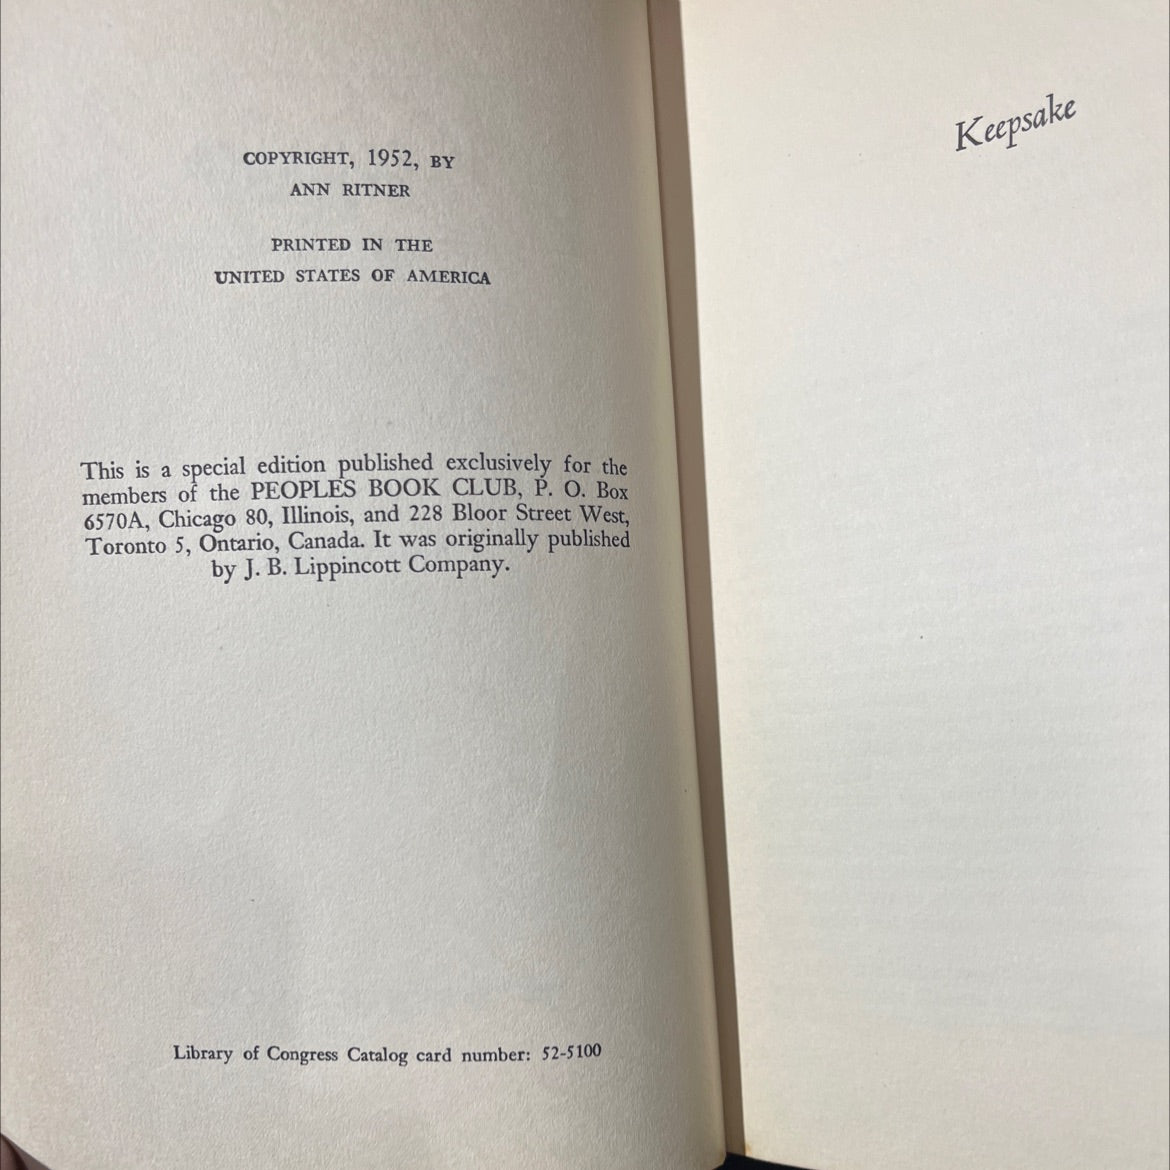 COPYRIGHT, 1952, BY
ANN RITNER
PRINTED IN THE
UNITED STATES OF AMERICA
This is a special edition published exclusively for the
members of the PEOPLES BOOK CLUB, P. O. Box
6570A, Chicago 80, Illinois, and 228 Bloor Street West,
Toronto 5, Ontario, Canada. It was originally published
by J. B. Lippincott Company.
Library of Congress Catalog card number: 52-5100
Keepsake